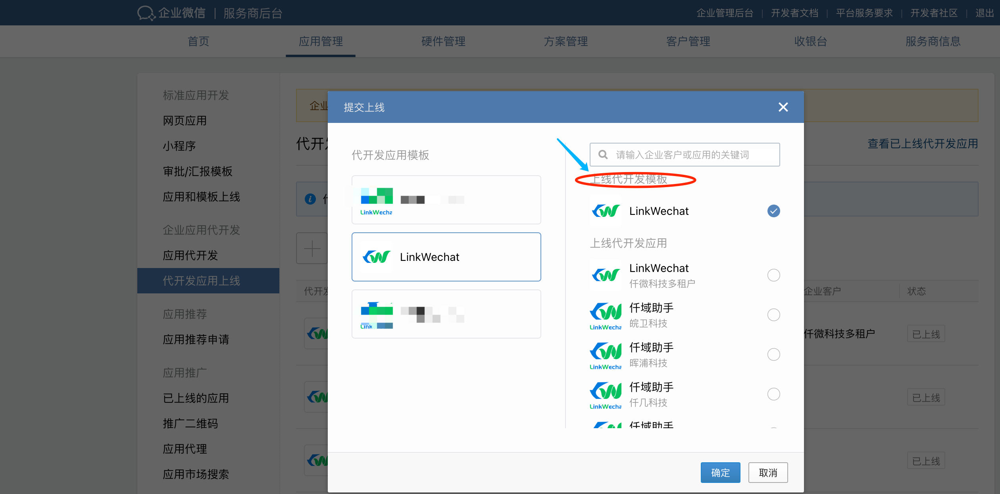 企业微信 | 服务商后台
企业管理后台 | 开发者文档 | 平台服务要求 | 开发者社区 | 退出
首页 应用管理 硬件管理 方案管理 客户管理 收银台 服务商信息
标准应用开发
网页应用
小程序
审批/汇报模板
应用和模板上线
企业应用代开发
应用代开发
代开发应用上线
应用推荐
应用推荐申请
应用推广
已上线的应用
推广二维码
应用代理
应用市场搜索
企业
代开
查看已上线代开发应用
代开
企业客户
状态
仟微科技多租户
已上线
已上线
已上线
提交上线
代开发应用模板
LinkWecha
LinkWechat
Link
请输入企业客户或应用的关键词
上线代开发模板
LinkWechat
上线代开发应用
LinkWechat
仟微科技多租户
仟域助手
皖卫科技
LinkWecha
仟域助手
晖浦科技
LinkWecha
仟域助手
仟几科技
LinkWecha
仟域助手
确定
取消